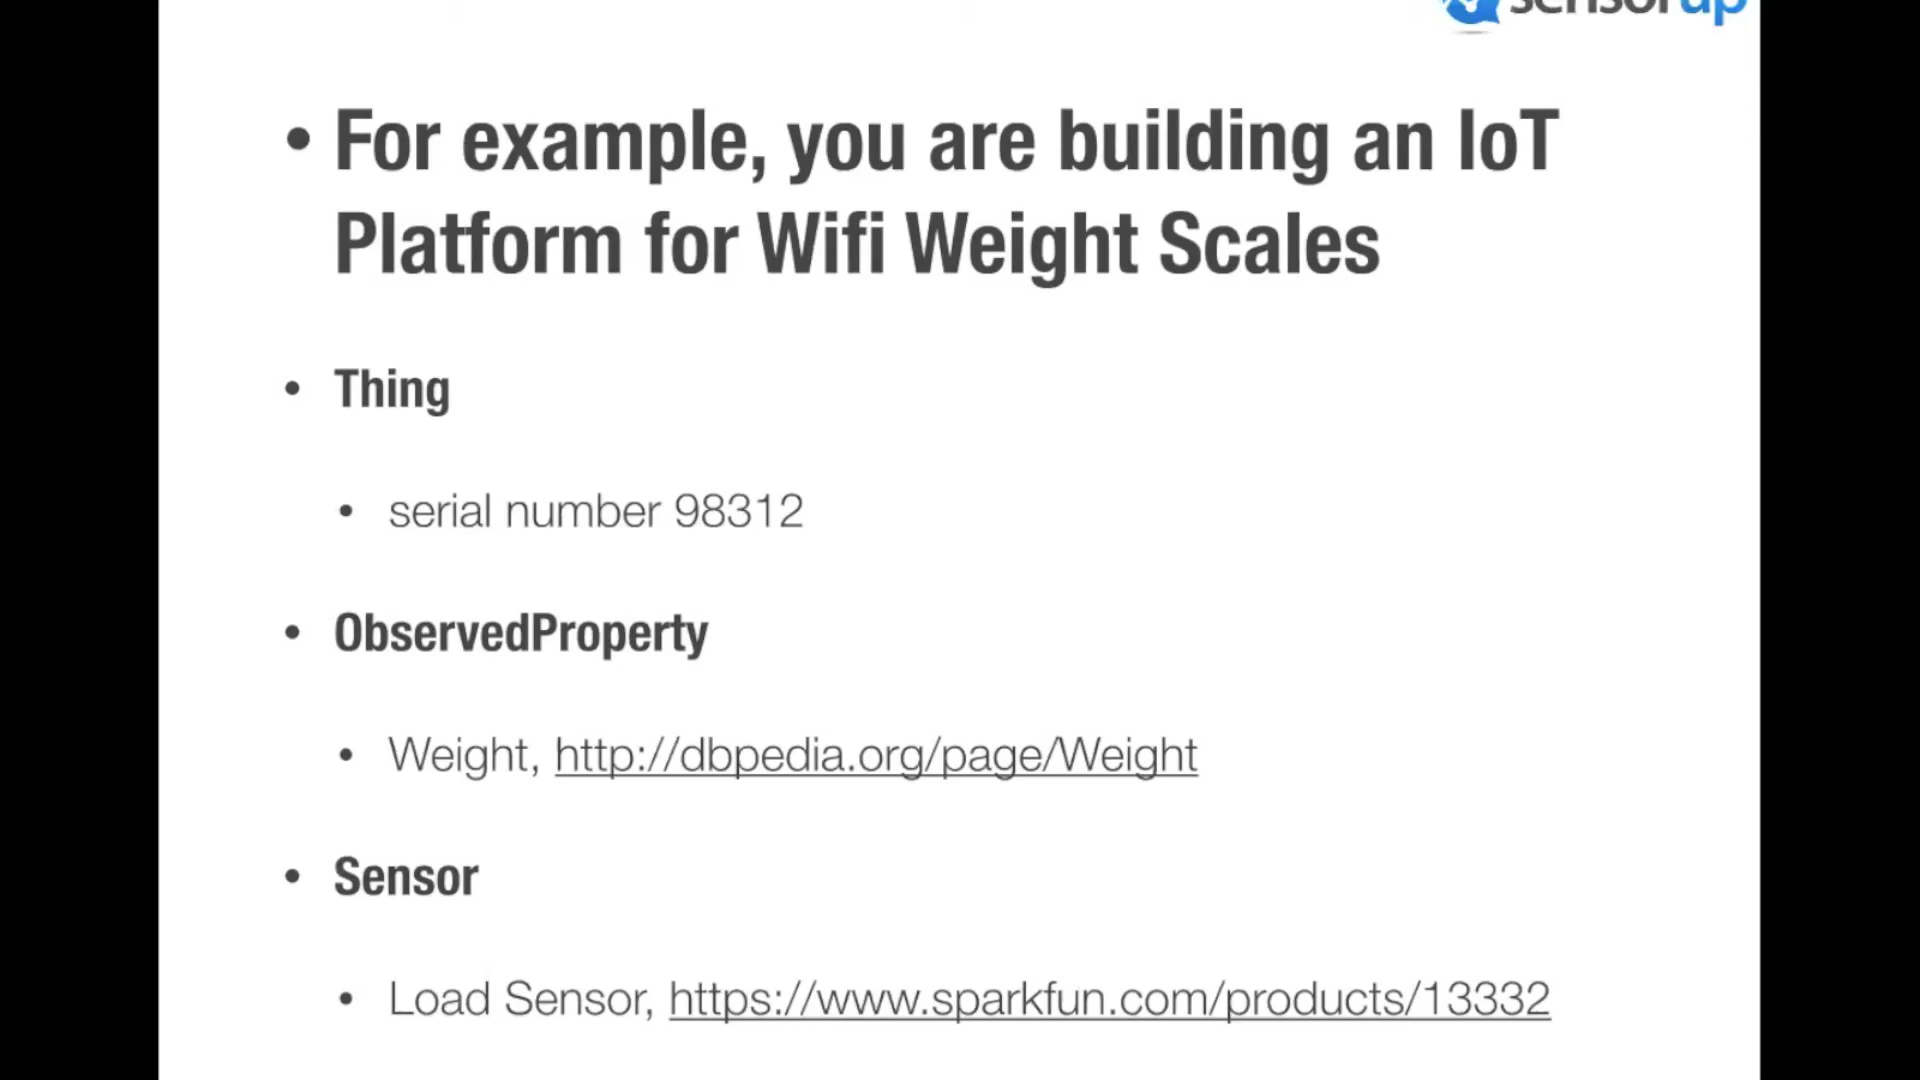 sensorup
• For example, you are building an IoT
Platform for Wifi Weight Scales
• Thing
• serial number 98312
• ObservedProperty
• Weight, http://dbpedia.org/page/Weight
• Sensor
• Load Sensor, https://www.sparkfun.com/products/13332